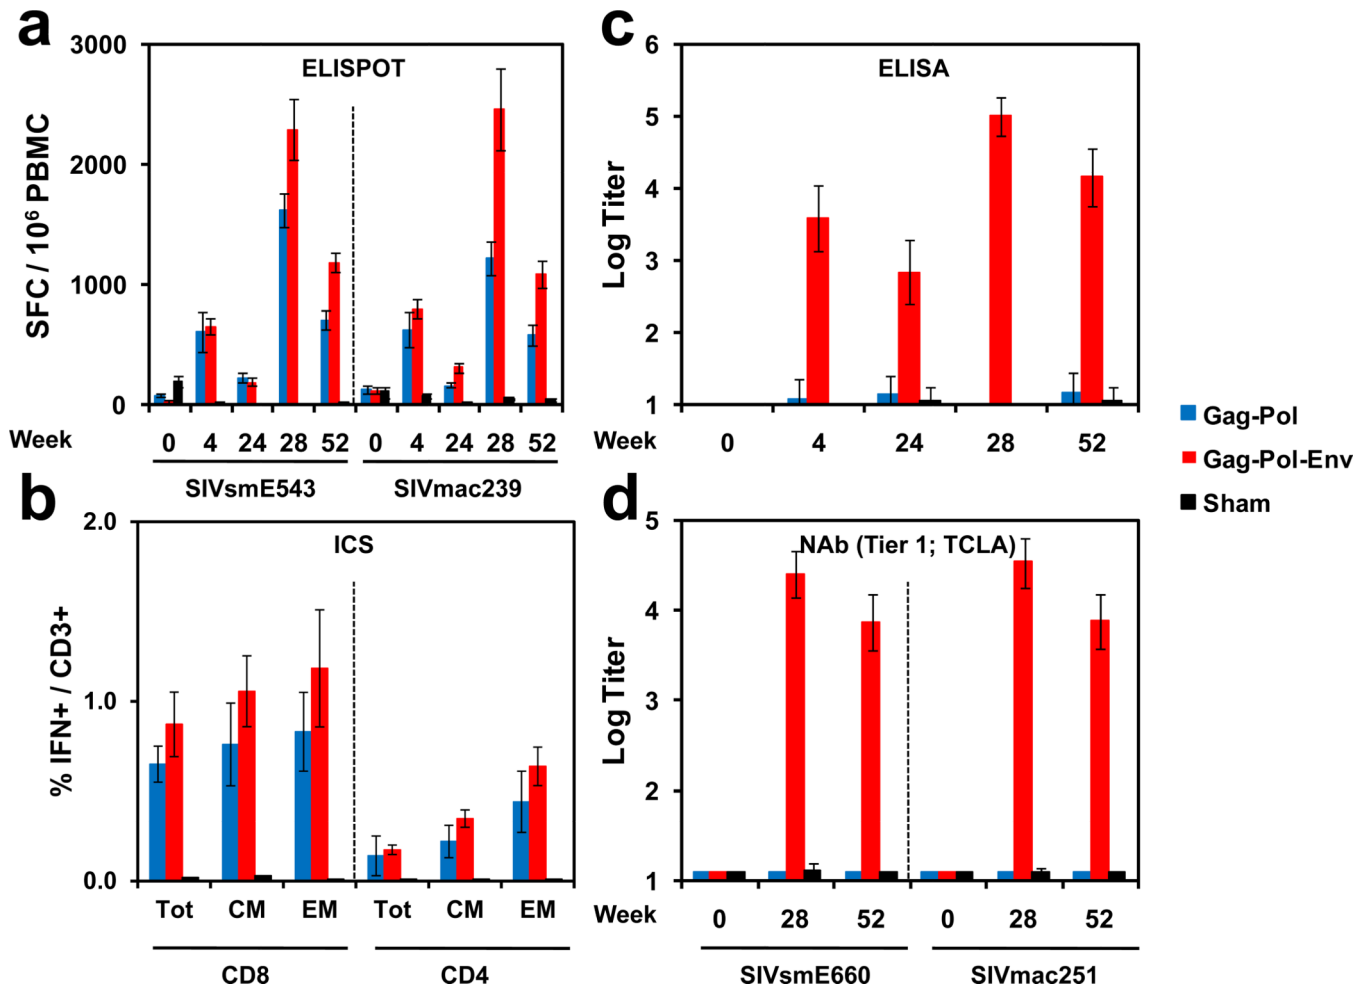 a
3000
2000
1000
0
SFC / 10⁶ PBMC
ELISPOT
Week 0 4 24 28 52 0 4 24 28 52
SIVsmE543 SIVmac239
c
6
5
4
3
2
1
Log Titer
ELISA
Week 0 4 24 28 52
b
2.0
1.0
0.0
% IFN+ / CD3+
ICS
Tot CM EM Tot CM EM
CD8 CD4
d
5
4
3
2
1
Log Titer
NAb (Tier 1; TCLA)
Week 0 28 52 0 28 52
SIVsmE660 SIVmac251
Gag-Pol
Gag-Pol-Env
Sham